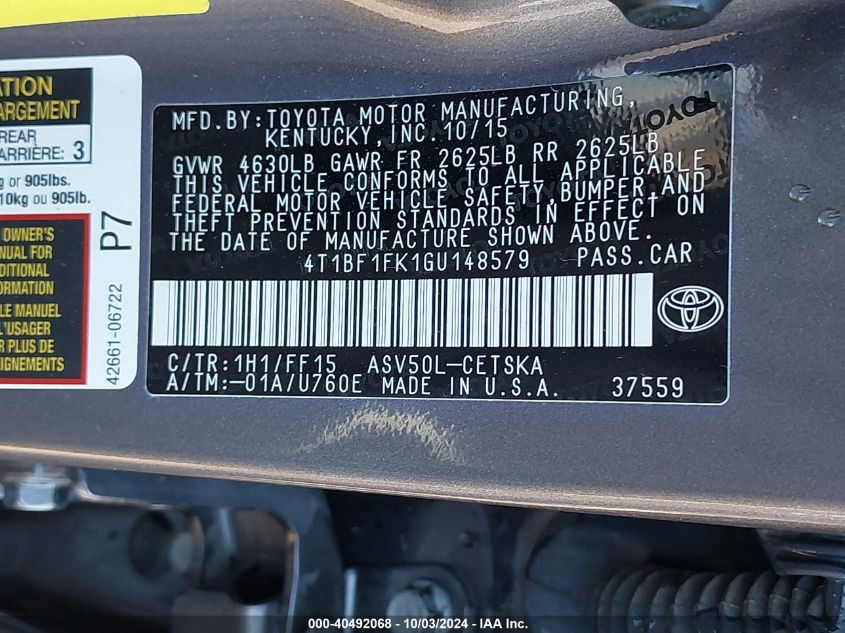 ATION
ARGEMENT
REAR
ARRIÈRE: 3
g or 905lbs.
10kg ou 905lb.
OWNER'S
NUAL FOR
DITIONAL
ORMATION
LE MANUEL
L'USAGER
R PLUS DE
IGNEMENTS
P7
42661-06722
MFD.BY:TOYOTA MOTOR MANUFACTURING,
KENTUCKY,INC.10/15
GVWR 4630LB GAWR FR 2625LB RR 2625LB
THIS VEHICLE CONFORMS TO ALL APPLICABLE
FEDERAL MOTOR VEHICLE SAFETY,BUMPER,AND
THEFT PREVENTION STANDARDS IN EFFECT ON
THE DATE OF MANUFACTURE SHOWN ABOVE.
4T1BF1FK1GU148579 PASS.CAR
C/TR:1H1/FF15 ASV50L-CETSKA
A/TM:-01A/U760E MADE IN U.S.A. 37559
000-40492068 - 10/03/2024 - IAA Inc.